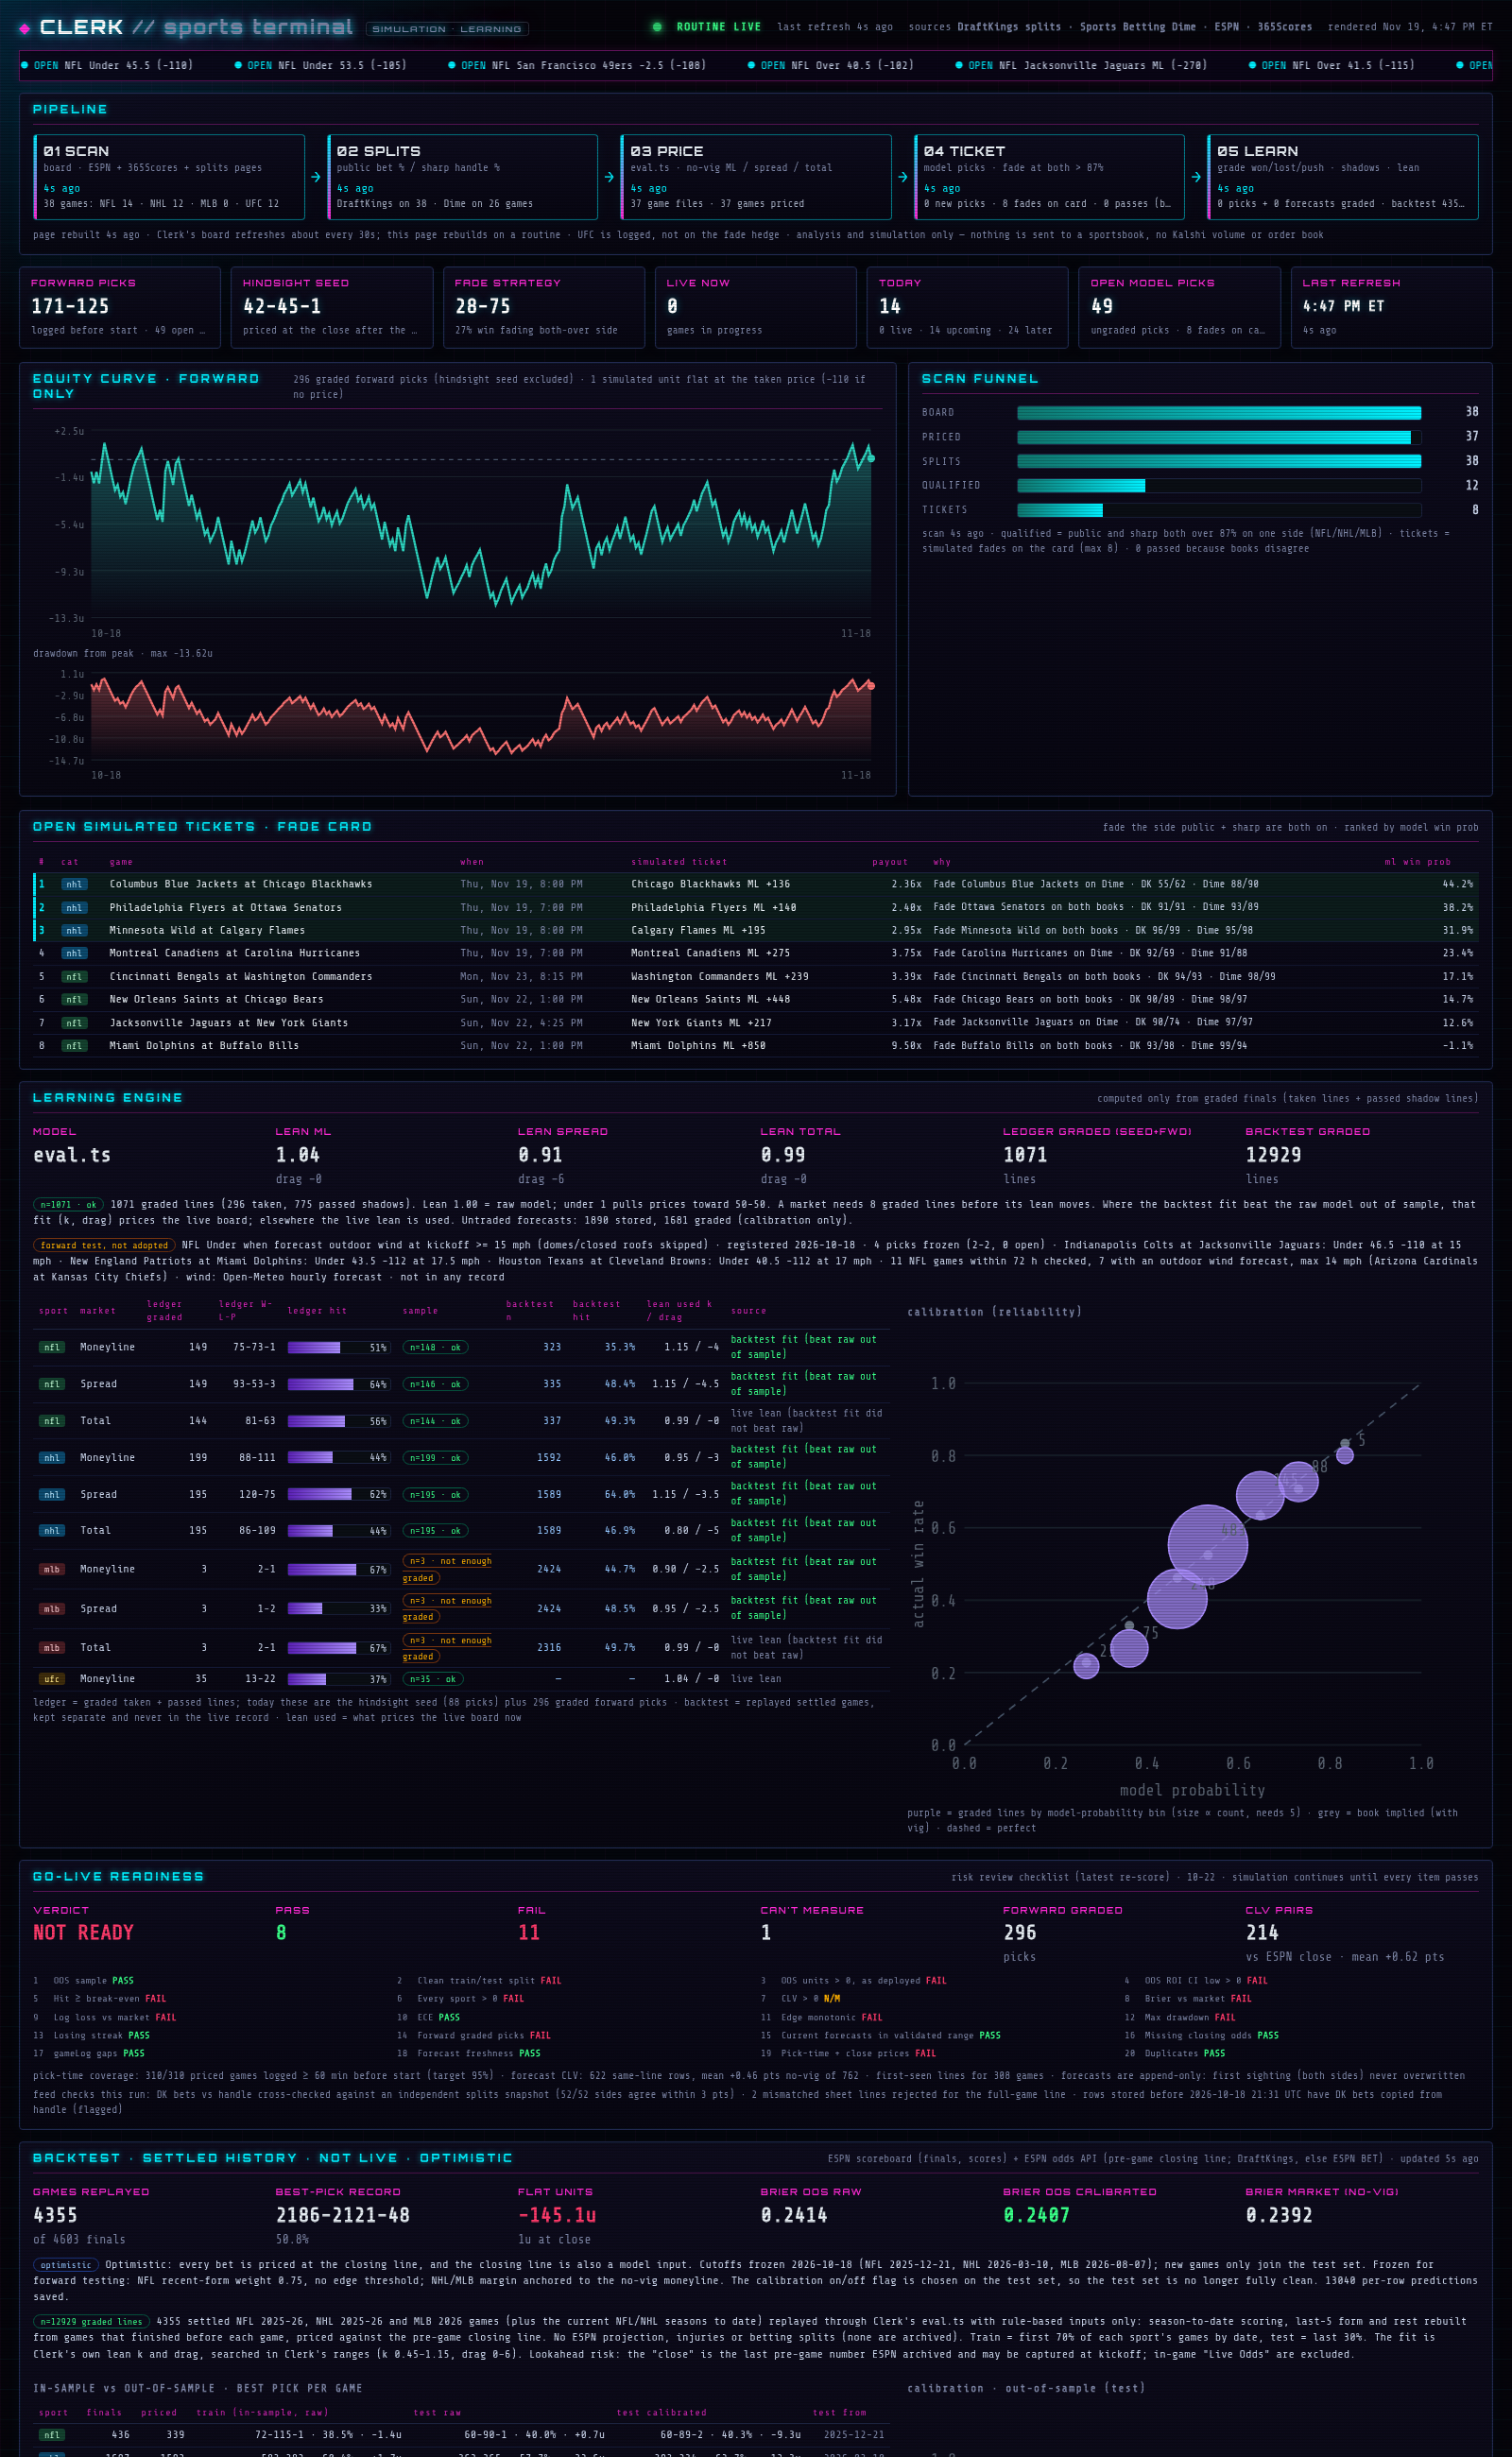 ◆ CLERK // sports terminal SIMULATION · LEARNING ROUTINE LIVE last refresh 4s ago sources DraftKings splits · Sports Betting Dime · ESPN · 365Scores rendered Nov 19, 4:47 PM ET
OPEN NFL Under 45.5 (-110) OPEN NFL Under 53.5 (-105) OPEN NFL San Francisco 49ers -2.5 (-108) OPEN NFL Over 40.5 (-102) OPEN NFL Jacksonville Jaguars ML (-270) OPEN NFL Over 41.5 (-115) OPEN
PIPELINE
01 SCAN
board · ESPN + 365Scores + splits pages
4s ago
38 games: NFL 14 · NHL 12 · MLB 0 · UFC 12
→
02 SPLITS
public bet % / sharp handle %
4s ago
DraftKings on 38 · Dime on 26 games
→
03 PRICE
eval.ts · no-vig ML / spread / total
4s ago
37 game files · 37 games priced
→
04 TICKET
model picks · fade at both > 87%
4s ago
0 new picks · 8 fades on card · 0 passes (b…
→
05 LEARN
grade won/lost/push · shadows · lean
4s ago
0 picks + 0 forecasts graded · backtest 435…
page rebuilt 4s ago · Clerk's board refreshes about every 30s; this page rebuilds on a routine · UFC is logged, not on the fade hedge · analysis and simulation only — nothing is sent to a sportsbook, no Kalshi volume or order book
FORWARD PICKS
171-125
logged before start · 49 open …
HINDSIGHT SEED
42-45-1
priced at the close after the …
FADE STRATEGY
28-75
27% win fading both-over side
LIVE NOW
0
games in progress
TODAY
14
0 live · 14 upcoming · 24 later
OPEN MODEL PICKS
49
ungraded picks · 8 fades on ca…
LAST REFRESH
4:47 PM ET
4s ago
EQUITY CURVE · FORWARD ONLY
296 graded forward picks (hindsight seed excluded) · 1 simulated unit flat at the taken price (-110 if no price)
+2.5u
-1.4u
-5.4u
-9.3u
-13.3u
10-18 11-18
drawdown from peak · max -13.62u
1.1u
-2.9u
-6.8u
-10.8u
-14.7u
10-18 11-18
SCAN FUNNEL
BOARD 38
PRICED 37
SPLITS 38
QUALIFIED 12
TICKETS 8
scan 4s ago · qualified = public and sharp both over 87% on one side (NFL/NHL/MLB) · tickets =
simulated fades on the card (max 8) · 0 passed because books disagree
OPEN SIMULATED TICKETS · FADE CARD fade the side public + sharp are both on · ranked by model win prob
# cat game when simulated ticket payout why ml win prob
1 nhl Columbus Blue Jackets at Chicago Blackhawks Thu, Nov 19, 8:00 PM Chicago Blackhawks ML +136 2.36x Fade Columbus Blue Jackets on Dime · DK 55/62 · Dime 88/90 44.2%
2 nhl Philadelphia Flyers at Ottawa Senators Thu, Nov 19, 7:00 PM Philadelphia Flyers ML +140 2.40x Fade Ottawa Senators on both books · DK 91/91 · Dime 93/89 38.2%
3 nhl Minnesota Wild at Calgary Flames Thu, Nov 19, 8:00 PM Calgary Flames ML +195 2.95x Fade Minnesota Wild on both books · DK 96/99 · Dime 95/98 31.9%
4 nhl Montreal Canadiens at Carolina Hurricanes Thu, Nov 19, 7:00 PM Montreal Canadiens ML +275 3.75x Fade Carolina Hurricanes on Dime · DK 92/69 · Dime 91/88 23.4%
5 nfl Cincinnati Bengals at Washington Commanders Mon, Nov 23, 8:15 PM Washington Commanders ML +239 3.39x Fade Cincinnati Bengals on both books · DK 94/93 · Dime 98/99 17.1%
6 nfl New Orleans Saints at Chicago Bears Sun, Nov 22, 1:00 PM New Orleans Saints ML +448 5.48x Fade Chicago Bears on both books · DK 90/89 · Dime 98/97 14.7%
7 nfl Jacksonville Jaguars at New York Giants Sun, Nov 22, 4:25 PM New York Giants ML +217 3.17x Fade Jacksonville Jaguars on Dime · DK 90/74 · Dime 97/97 12.6%
8 nfl Miami Dolphins at Buffalo Bills Sun, Nov 22, 1:00 PM Miami Dolphins ML +850 9.50x Fade Buffalo Bills on both books · DK 93/98 · Dime 99/94 -1.1%
LEARNING ENGINE computed only from graded finals (taken lines + passed shadow lines)
MODEL
eval.ts
LEAN ML
1.04
drag -0
LEAN SPREAD
0.91
drag -6
LEAN TOTAL
0.99
drag -0
LEDGER GRADED (SEED+FWD)
1071
lines
BACKTEST GRADED
12929
lines
n=1071 · ok 1071 graded lines (296 taken, 775 passed shadows). Lean 1.00 = raw model; under 1 pulls prices toward 50-50. A market needs 8 graded lines before its lean moves. Where the backtest fit beat the raw model out of sample, that
fit (k, drag) prices the live board; elsewhere the live lean is used. Untraded forecasts: 1890 stored, 1681 graded (calibration only).
forward test, not adopted NFL Under when forecast outdoor wind at kickoff >= 15 mph (domes/closed roofs skipped) · registered 2026-10-18 · 4 picks frozen (2-2, 0 open) · Indianapolis Colts at Jacksonville Jaguars: Under 46.5 -110 at 15
mph · New England Patriots at Miami Dolphins: Under 43.5 -112 at 17.5 mph · Houston Texans at Cleveland Browns: Under 40.5 -112 at 17 mph · 11 NFL games within 72 h checked, 7 with an outdoor wind forecast, max 14 mph (Arizona Cardinals
at Kansas City Chiefs) · wind: Open-Meteo hourly forecast · not in any record
sport market ledger graded ledger W-L-P ledger hit sample backtest n backtest hit lean used k / drag source
nfl Moneyline 149 75-73-1 51% n=148 · ok 323 35.3% 1.15 / -4 backtest fit (beat raw out of sample)
nfl Spread 149 93-53-3 64% n=146 · ok 335 48.4% 1.15 / -4.5 backtest fit (beat raw out of sample)
nfl Total 144 81-63 56% n=144 · ok 337 49.3% 0.99 / -0 live lean (backtest fit did not beat raw)
nhl Moneyline 199 88-111 44% n=199 · ok 1592 46.0% 0.95 / -3 backtest fit (beat raw out of sample)
nhl Spread 195 120-75 62% n=195 · ok 1589 64.0% 1.15 / -3.5 backtest fit (beat raw out of sample)
nhl Total 195 86-109 44% n=195 · ok 1589 46.9% 0.80 / -5 backtest fit (beat raw out of sample)
mlb Moneyline 3 2-1 67% n=3 · not enough graded 2424 44.7% 0.90 / -2.5 backtest fit (beat raw out of sample)
mlb Spread 3 1-2 33% n=3 · not enough graded 2424 48.5% 0.95 / -2.5 backtest fit (beat raw out of sample)
mlb Total 3 2-1 67% n=3 · not enough graded 2316 49.7% 0.99 / -0 live lean (backtest fit did not beat raw)
ufc Moneyline 35 13-22 37% n=35 · ok — — 1.04 / -0 live lean
ledger = graded taken + passed lines; today these are the hindsight seed (88 picks) plus 296 graded forward picks · backtest = replayed settled games,
kept separate and never in the live record · lean used = what prices the live board now
calibration (reliability)
1.0
0.8
0.6
0.4
0.2
0.0
actual win rate
5
88
75
0.0 0.2 0.4 0.6 0.8 1.0
model probability
purple = graded lines by model-probability bin (size ∝ count, needs 5) · grey = book implied (with
vig) · dashed = perfect
GO-LIVE READINESS risk review checklist (latest re-score) · 10-22 · simulation continues until every item passes
VERDICT
NOT READY
PASS
8
FAIL
11
CAN'T MEASURE
1
FORWARD GRADED
296
picks
CLV PAIRS
214
vs ESPN close · mean +0.62 pts
1 OOS sample PASS 2 Clean train/test split FAIL 3 OOS units > 0, as deployed FAIL 4 OOS ROI CI low > 0 FAIL
5 Hit ≥ break-even FAIL 6 Every sport > 0 FAIL 7 CLV > 0 N/M 8 Brier vs market FAIL
9 Log loss vs market FAIL 10 ECE PASS 11 Edge monotonic FAIL 12 Max drawdown FAIL
13 Losing streak PASS 14 Forward graded picks FAIL 15 Current forecasts in validated range PASS 16 Missing closing odds PASS
17 gameLog gaps PASS 18 Forecast freshness PASS 19 Pick-time + close prices FAIL 20 Duplicates PASS
pick-time coverage: 310/310 priced games logged ≥ 60 min before start (target 95%) · forecast CLV: 622 same-line rows, mean +0.46 pts no-vig of 762 · first-seen lines for 308 games · forecasts are append-only: first sighting (both sides) never overwritten
feed checks this run: DK bets vs handle cross-checked against an independent splits snapshot (52/52 sides agree within 3 pts) · 2 mismatched sheet lines rejected for the full-game line · rows stored before 2026-10-18 21:31 UTC have DK bets copied from
handle (flagged)
BACKTEST · SETTLED HISTORY · NOT LIVE · OPTIMISTIC ESPN scoreboard (finals, scores) + ESPN odds API (pre-game closing line; DraftKings, else ESPN BET) · updated 5s ago
GAMES REPLAYED
4355
of 4603 finals
BEST-PICK RECORD
2186-2121-48
50.8%
FLAT UNITS
-145.1u
1u at close
BRIER OOS RAW
0.2414
BRIER OOS CALIBRATED
0.2407
BRIER MARKET (NO-VIG)
0.2392
optimistic Optimistic: every bet is priced at the closing line, and the closing line is also a model input. Cutoffs frozen 2026-10-18 (NFL 2025-12-21, NHL 2026-03-10, MLB 2026-08-07); new games only join the test set. Frozen for
forward testing: NFL recent-form weight 0.75, no edge threshold; NHL/MLB margin anchored to the no-vig moneyline. The calibration on/off flag is chosen on the test set, so the test set is no longer fully clean. 13040 per-row predictions
saved.
n=12929 graded lines 4355 settled NFL 2025-26, NHL 2025-26 and MLB 2026 games (plus the current NFL/NHL seasons to date) replayed through Clerk's eval.ts with rule-based inputs only: season-to-date scoring, last-5 form and rest rebuilt
from games that finished before each game, priced against the pre-game closing line. No ESPN projection, injuries or betting splits (none are archived). Train = first 70% of each sport's games by date, test = last 30%. The fit is
Clerk's own lean k and drag, searched in Clerk's ranges (k 0.45-1.15, drag 0-6). Lookahead risk: the "close" is the last pre-game number ESPN archived and may be captured at kickoff; in-game "Live Odds" are excluded.
IN-SAMPLE vs OUT-OF-SAMPLE · BEST PICK PER GAME calibration · out-of-sample (test)
sport finals priced train (in-sample, raw) test raw test calibrated test from
nfl 436 339 72-115-1 · 38.5% · -1.4u 60-90-1 · 40.0% · +0.7u 60-89-2 · 40.3% · -9.3u 2025-12-21